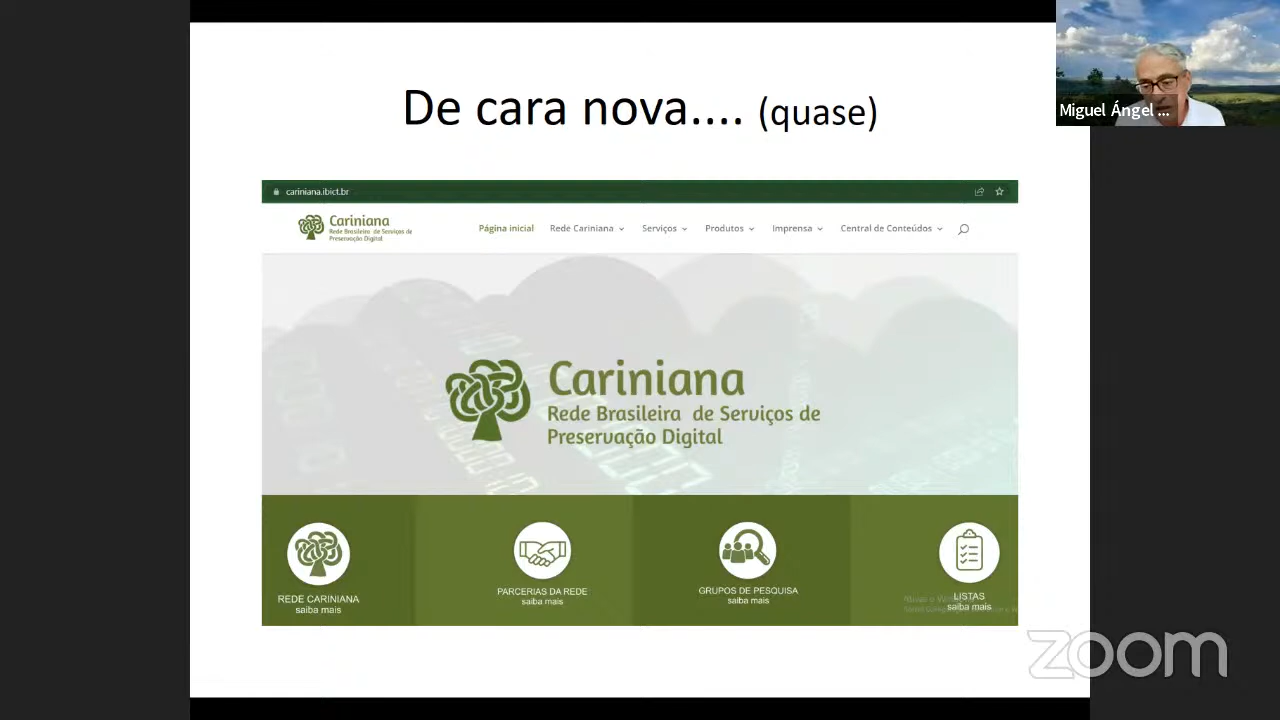 De cara nova.... (quase)
Miguel Ángel ...
cariniana.ibict.br
Cariniana
Rede Brasileira de Serviços de
Preservação Digital
Página inicial
Rede Cariniana
Serviços
Produtos
Imprensa
Central de Conteúdos
Cariniana
Rede Brasileira de Serviços de
Preservação Digital
REDE CARINIANA
saiba mais
PARCERIAS DA REDE
saiba mais
GRUPOS DE PESQUISA
saiba mais
LISTAS
saiba mais
zoom